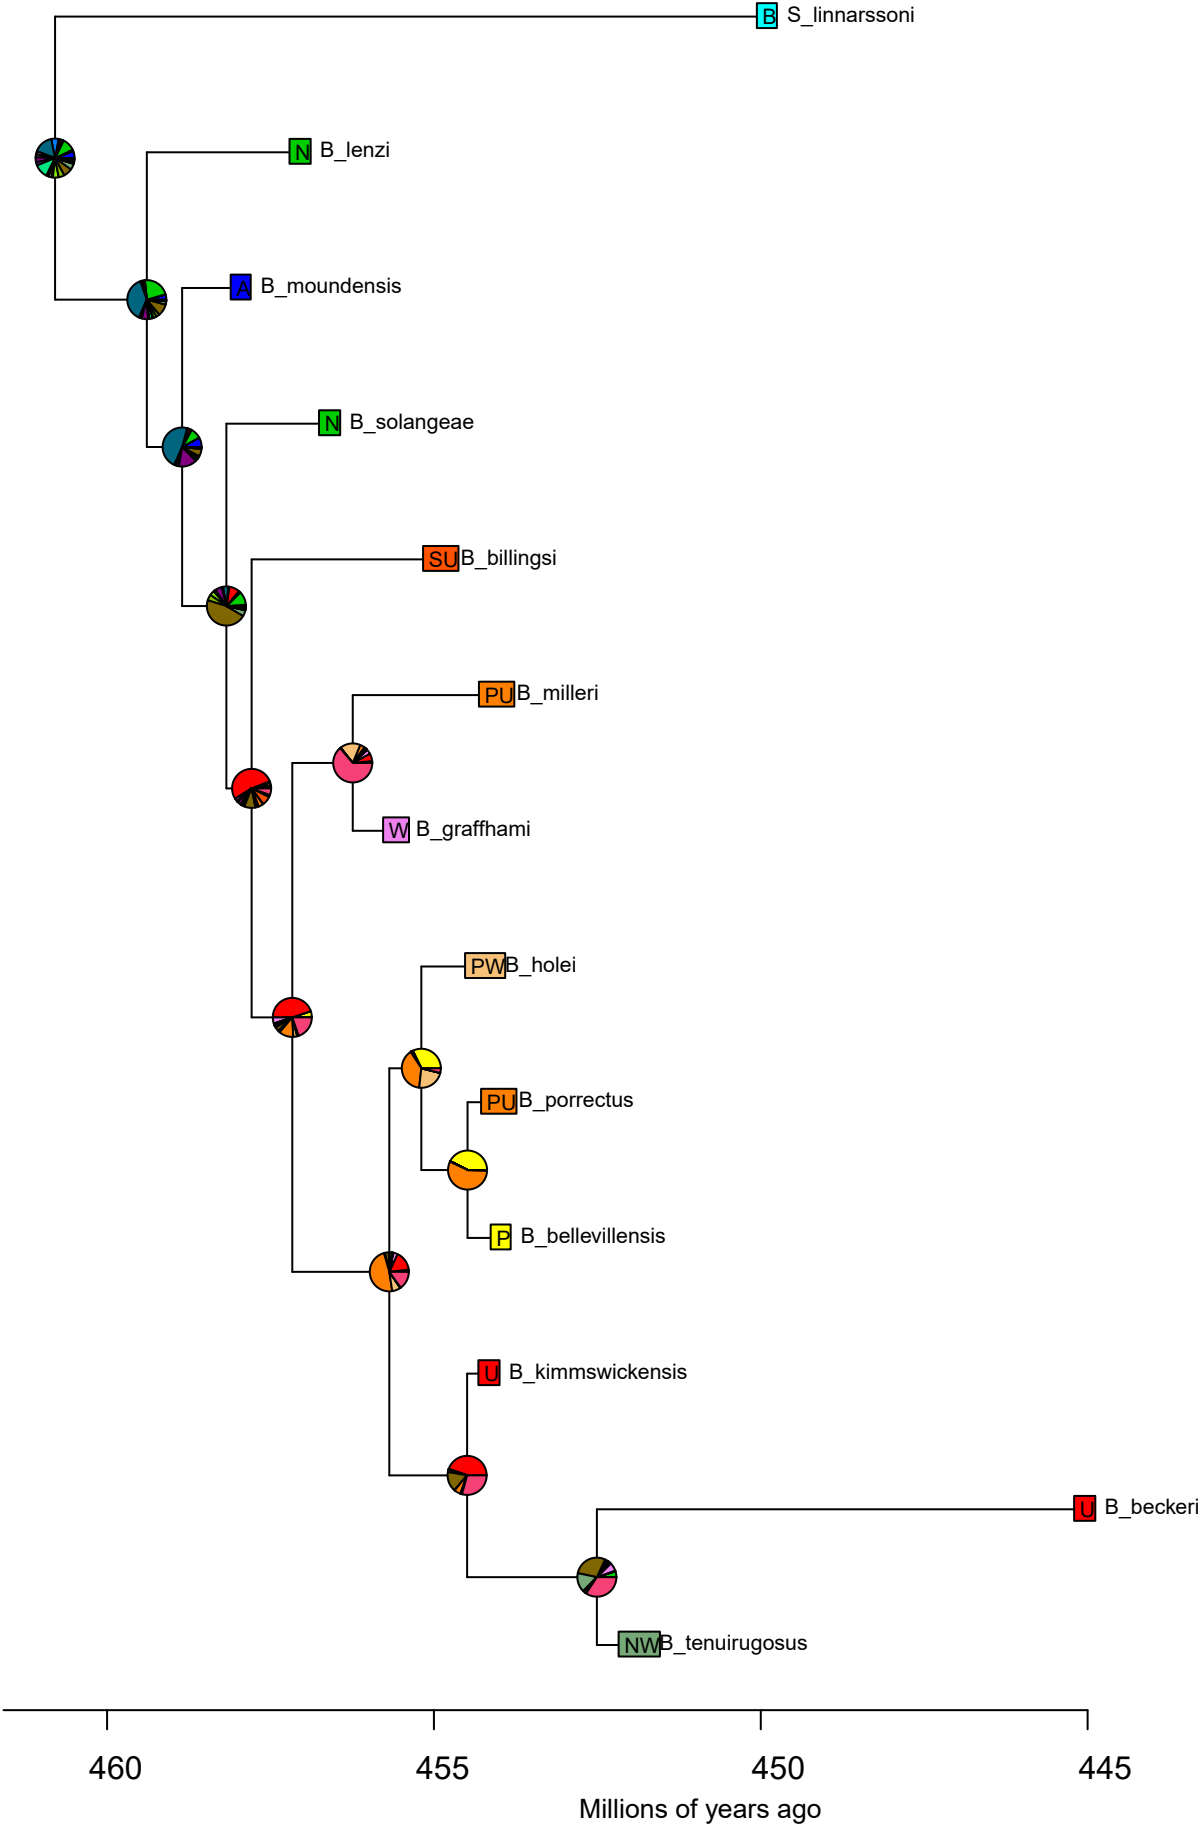 B S_linnarssoni
N B_lenzi
A B_moundensis
N B_solangeae
SU B_billingsi
PU B_milleri
W B_graffhami
PW B_holei
PU B_porrectus
P B_bellevillensis
U B_kimmswickensis
U B_beckeri
NW B_tenuirugosus
460 455 450 445
Millions of years ago